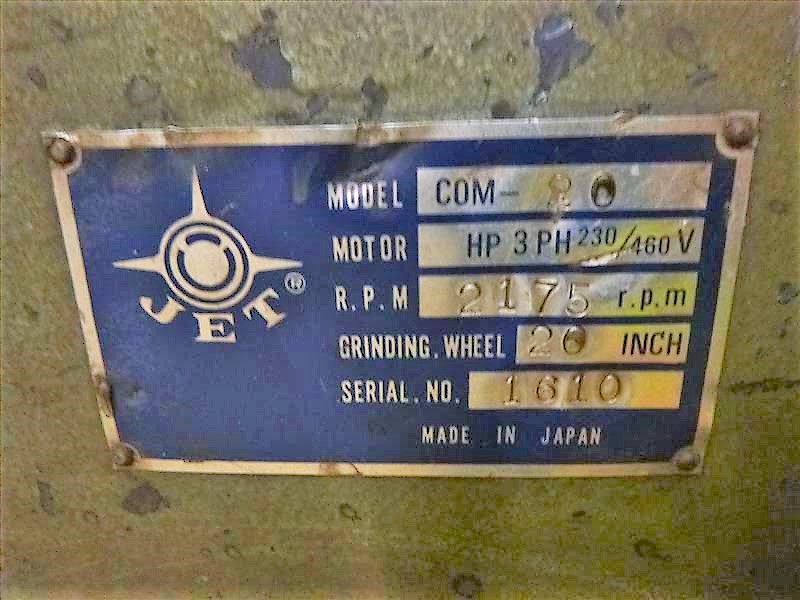 JET®
MODEL COM-20
MOTOR HP 3 PH 230/460 V
R.P.M 2175 r.p.m
GRINDING.WHEEL 20 INCH
SERIAL.NO. 1610
MADE IN JAPAN